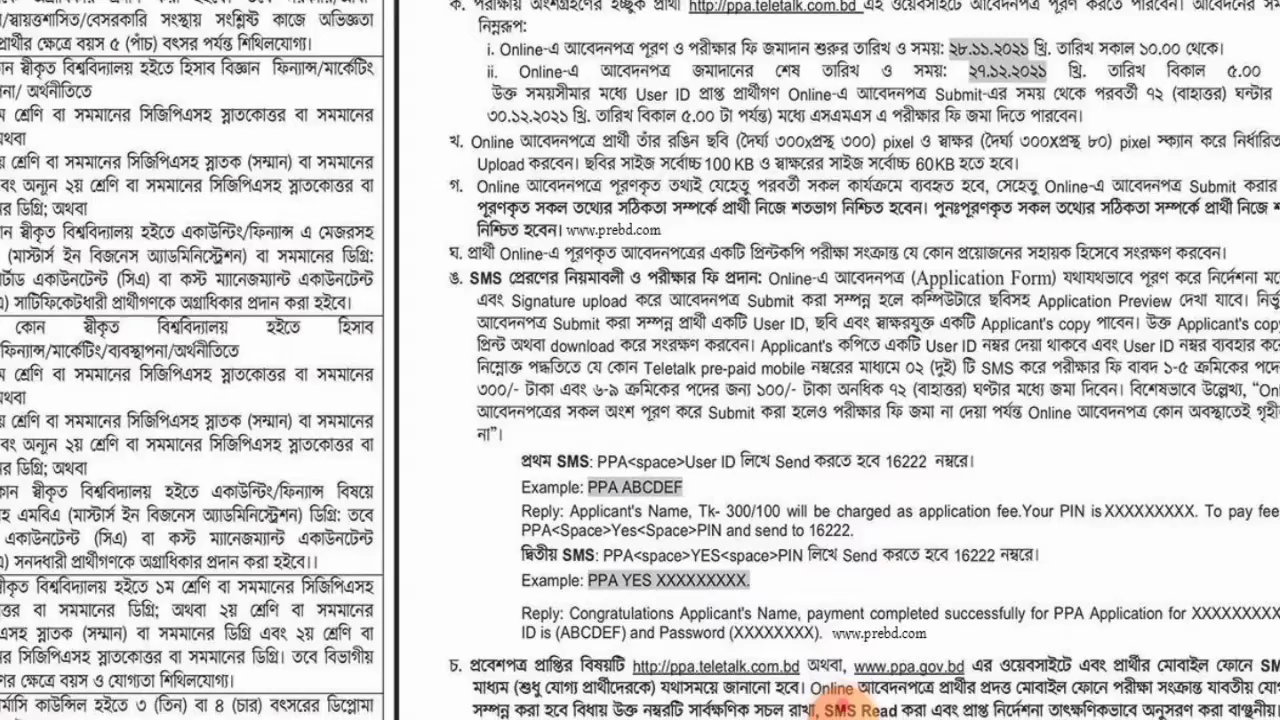 /স্বায়ত্তশাসিত/বেসরকারি সংস্থায় সংশ্লিষ্ট কাজে অভিজ্ঞতা
প্রার্থীর ক্ষেত্রে বয়স ৫ (পাঁচ) বৎসর পর্যন্ত শিথিলযোগ্য।
কোন স্বীকৃত বিশ্ববিদ্যালয় হইতে হিসাব বিজ্ঞান ফিন্যান্স/মার্কেটিং
অর্থনীতিতে
শ্রেণি বা সমমানের সিজিপিএসহ স্নাতকোত্তর বা সমমানের
অথবা
শ্রেণি বা সমমানের সিজিপিএসহ স্নাতক (সম্মান) বা সমমানের
এবং অন্যূন ২য় শ্রেণি বা সমমানের সিজিপিএসহ স্নাতকোত্তর বা
ডিগ্রি; অথবা
স্বীকৃত বিশ্ববিদ্যালয় হইতে একাউন্টিং/ফিন্যান্স এ মেজরসহ
(মাস্টার্স ইন বিজনেস অ্যাডমিনিস্ট্রেশন) বা সমমানের ডিগ্রি:
চার্টার্ড একাউনটেন্ট (সিএ) বা কস্ট ম্যানেজম্যান্ট একাউনটেন্ট
সার্টিফিকেটধারী প্রার্থীগণকে অগ্রাধিকার প্রদান করা হইবে।
কোন স্বীকৃত বিশ্ববিদ্যালয় হইতে হিসাব
ফিন্যান্স/মার্কেটিং/ব্যবস্থাপনা/অর্থনীতিতে
শ্রেণি বা সমমানের সিজিপিএসহ স্নাতকোত্তর বা সমমানের
অথবা
শ্রেণি বা সমমানের সিজিপিএসহ স্নাতক (সম্মান) বা সমমানের
এবং অন্যূন ২য় শ্রেণি বা সমমানের সিজিপিএসহ স্নাতকোত্তর বা
ডিগ্রি; অথবা
কোন স্বীকৃত বিশ্ববিদ্যালয় হইতে একাউন্টিং/ফিন্যান্স বিষয়ে
এমবিএ (মাস্টার্স ইন বিজনেস অ্যাডমিনিস্ট্রেশন) ডিগ্রি: তবে
একাউনটেন্ট (সিএ) বা কস্ট ম্যানেজম্যান্ট একাউনটেন্ট
সনদধারী প্রার্থীগণকে অগ্রাধিকার প্রদান করা হইবে।।
স্বীকৃত বিশ্ববিদ্যালয় হইতে ১ম শ্রেণি বা সমমানের সিজিপিএসহ
বা সমমানের ডিগ্রি; অথবা ২য় শ্রেণি বা সমমানের
স্নাতক (সম্মান) বা সমমানের ডিগ্রি এবং ২য় শ্রেণি বা
সিজিপিএসহ স্নাতকোত্তর বা সমমানের ডিগ্রি। তবে বিভাগীয়
ক্ষেত্রে বয়স ও যোগ্যতা শিথিলযোগ্য।
ফার্মাসি কাউন্সিল হইতে ৩ (তিন) বা ৪ (চার) বৎসরের ডিপ্লোমা
ক. পরীক্ষায় অংশগ্রহণের ইচ্ছুক প্রার্থী http://ppa.teletalk.com.bd এই ওয়েবসাইটে আবেদনপত্র পূরণ করতে পারবেন। আবেদনের
নিম্নরূপ:
i. Online-এ আবেদনপত্র পূরণ ও পরীক্ষার ফি জমাদান শুরুর তারিখ ও সময়: ২৮.১১.২০২১ খ্রি. তারিখ সকাল ১০.০০ থেকে।
ii. Online-এ আবেদনপত্র জমাদানের শেষ তারিখ ও সময়: ২৭.১২.২০২১ খ্রি. তারিখ বিকাল ৫.০০
উক্ত সময়সীমার মধ্যে User ID প্রাপ্ত প্রার্থীগণ Online-এ আবেদনপত্র Submit-এর সময় থেকে পরবর্তী ৭২ (বাহাত্তর) ঘন্টার
৩০.১২.২০২১ খ্রি. তারিখ বিকাল ৫.০০ টা পর্যন্ত) মধ্যে এসএমএস এ পরীক্ষার ফি জমা দিতে পারবেন।
খ. Online আবেদনপত্রে প্রার্থী তাঁর রঙিন ছবি (দৈর্ঘ্য ৩০০Xপ্রস্থ ৩০০) pixel ও স্বাক্ষর (দৈর্ঘ্য ৩০০Xপ্রস্থ ৮০) pixel স্ক্যান করে নির্ধারিত
Upload করবেন। ছবির সাইজ সর্বোচ্চ 100 KB ও স্বাক্ষরের সাইজ সর্বোচ্চ 60KB হতে হবে।
গ. Online আবেদনপত্রে পূরণকৃত তথ্যই যেহেতু পরবর্তী সকল কার্যক্রমে ব্যবহৃত হবে, সেহেতু Online-এ আবেদনপত্র Submit করার
পূরণকৃত সকল তথ্যের সঠিকতা সম্পর্কে প্রার্থী নিজে শতভাগ নিশ্চিত হবেন। পুনঃপূরণকৃত সকল তথ্যের সঠিকতা সম্পর্কে প্রার্থী নিজে
নিশ্চিত হবেন। www.prebd.com
ঘ. প্রার্থী Online-এ পূরণকৃত আবেদনপত্রের একটি প্রিন্টকপি পরীক্ষা সংক্রান্ত যে কোন প্রয়োজনের সহায়ক হিসেবে সংরক্ষণ করবেন।
ঙ. SMS প্রেরণের নিয়মাবলী ও পরীক্ষার ফি প্রদান: Online-এ আবেদনপত্র (Application Form) যথাযথভাবে পূরণ করে নির্দেশনা
এবং Signature upload করে আবেদনপত্র Submit করা সম্পন্ন হলে কম্পিউটারে ছবিসহ Application Preview দেখা যাবে।
আবেদনপত্র Submit করা সম্পন্ন প্রার্থী একটি User ID, ছবি এবং স্বাক্ষরযুক্ত একটি Applicant's copy পাবেন। উক্ত Applicant's copy
প্রিন্ট অথবা download করে সংরক্ষণ করবেন। Applicant's কপিতে একটি User ID নম্বর দেয়া থাকবে এবং User ID নম্বর ব্যবহার
নিম্নোক্ত পদ্ধতিতে যে কোন Teletalk pre-paid mobile নম্বরের মাধ্যমে ০২ (দুই) টি SMS করে পরীক্ষার ফি বাবদ ১-৫ ক্রমিকের
৩০০/- টাকা এবং ৬-৯ ক্রমিকের পদের জন্য ১০০/- টাকা অনধিক ৭২ (বাহাত্তর) ঘণ্টার মধ্যে জমা দিবেন। বিশেষভাবে উল্লেখ্য,
আবেদনপত্রের সকল অংশ পূরণ করে Submit করা হলেও পরীক্ষার ফি জমা না দেয়া পর্যন্ত Online আবেদনপত্র কোন অবস্থাতেই
না”।
প্রথম SMS: PPA<space>User ID লিখে Send করতে হবে 16222 নম্বরে।
Example: PPA ABCDEF
Reply: Applicant's Name, Tk- 300/100 will be charged as application fee.Your PIN is XXXXXXXXX. To pay fee
PPA<Space>Yes<Space>PIN and send to 16222.
দ্বিতীয় SMS: PPA<space>YES<space>PIN লিখে Send করতে হবে 16222 নম্বরে।
Example: PPA YES XXXXXXXXX.
Reply: Congratulations Applicant's Name, payment completed successfully for PPA Application for XXXXXXXXX
ID is (ABCDEF) and Password (XXXXXXXX). www.prebd.com
চ. প্রবেশপত্র প্রাপ্তির বিষয়টি http://ppa.teletalk.com.bd অথবা, www.ppa.gov.bd এর ওয়েবসাইটে এবং প্রার্থীর মোবাইল ফোনে
মাধ্যম (শুধু যোগ্য প্রার্থীদেরকে) যথাসময়ে জানানো হবে। Online আবেদনপত্রে প্রার্থীর প্রদত্ত মোবাইল ফোনে পরীক্ষা সংক্রান্ত যাবতীয়
সম্পন্ন করা হবে বিধায় উক্ত নম্বরটি সার্বক্ষণিক সচল রাখা, SMS Read করা এবং প্রাপ্ত নির্দেশনা তাৎক্ষণিকভাবে অনুসরণ করা বাঞ্ছনীয়